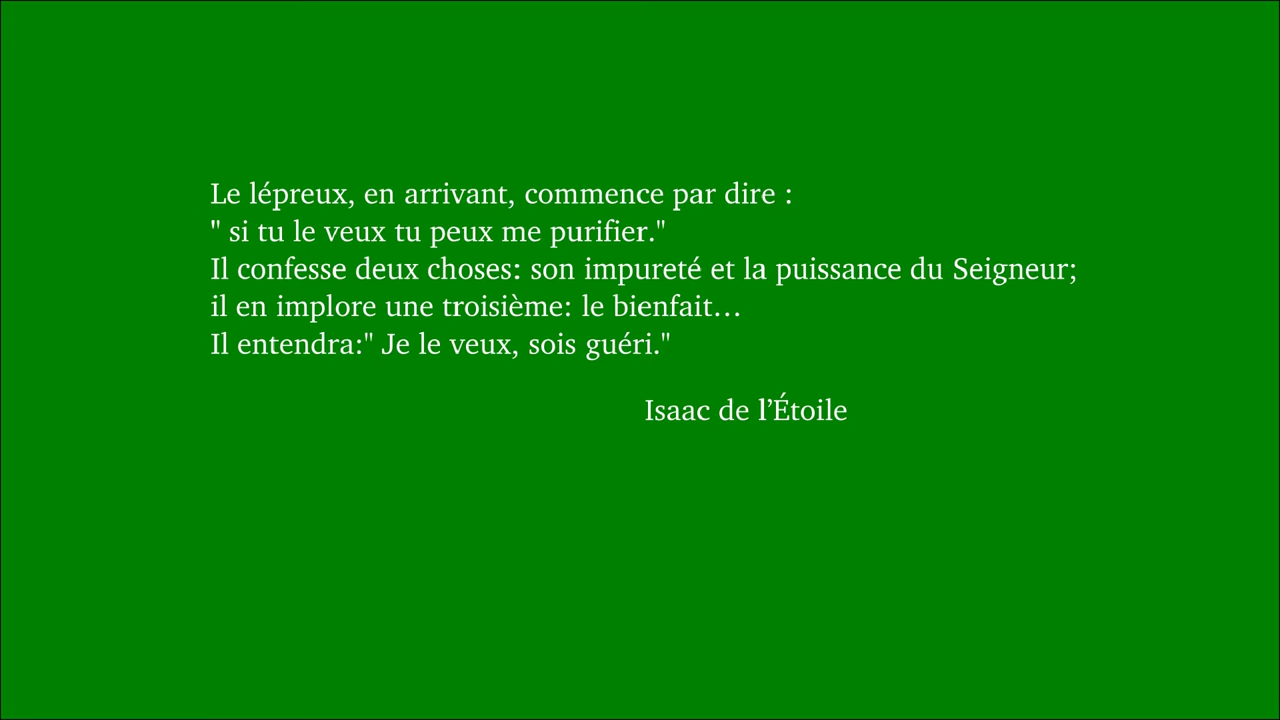 Le lépreux, en arrivant, commence par dire :
" si tu le veux tu peux me purifier."
Il confesse deux choses: son impureté et la puissance du Seigneur;
il en implore une troisième: le bienfait…
Il entendra:" Je le veux, sois guéri."
Isaac de l’Étoile